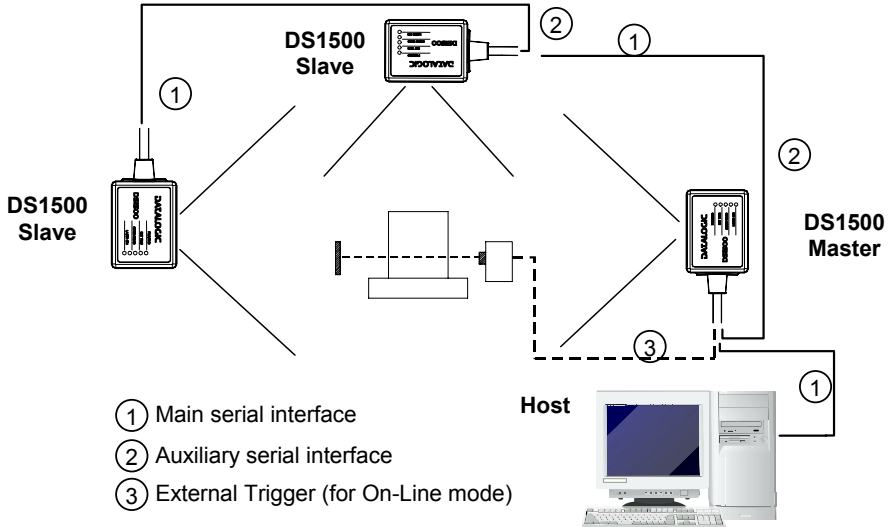 DS1500
Slave
2
1
1
2
DS1500
Slave
DS1500
Master
DATALOGIC
DATALOGIC
DATALOGIC
3
1
Host
1 Main serial interface
2 Auxiliary serial interface
3 External Trigger (for On-Line mode)